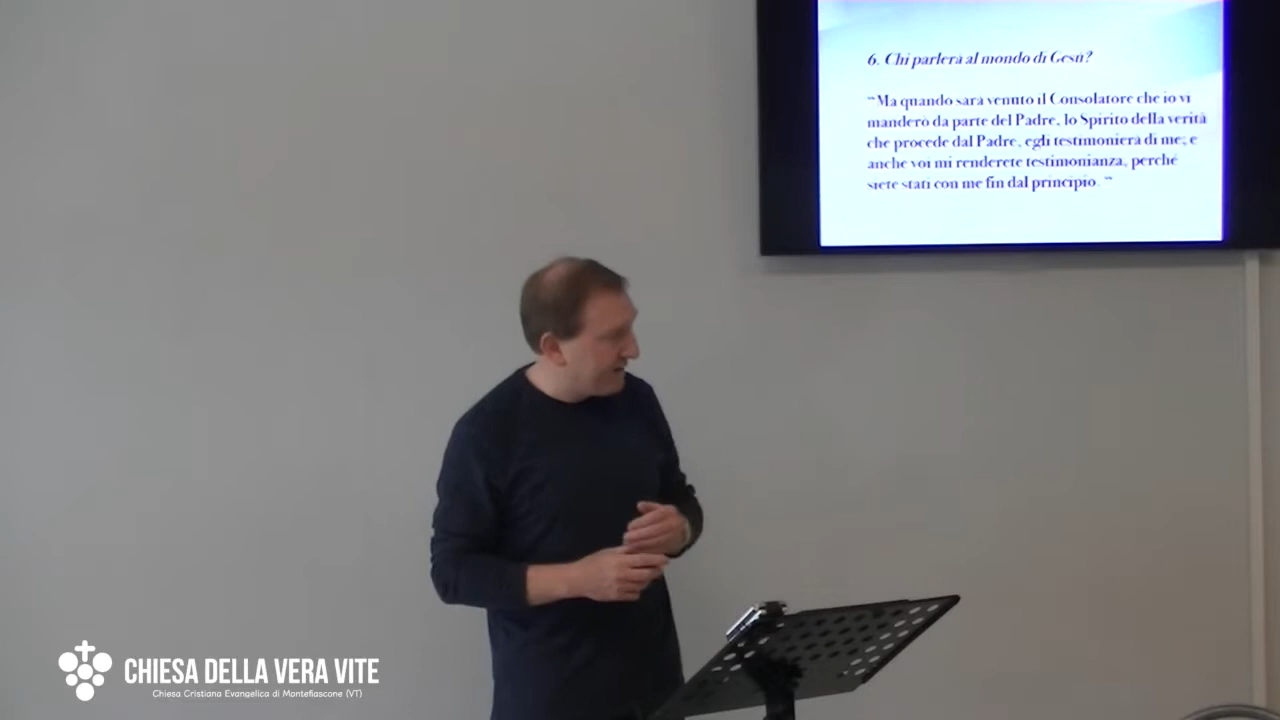 6. Chi parlerà al mondo di Gesù?
"Ma quando sarà venuto il Consolatore che io vi
manderò da parte del Padre, lo Spirito della verità
che procede dal Padre, egli testimonierà di me; e
anche voi mi renderete testimonianza, perché
siete stati con me fin dal principio. "
CHIESA DELLA VERA VITE
Chiesa Cristiana Evangelica di Montefiascone (VT)